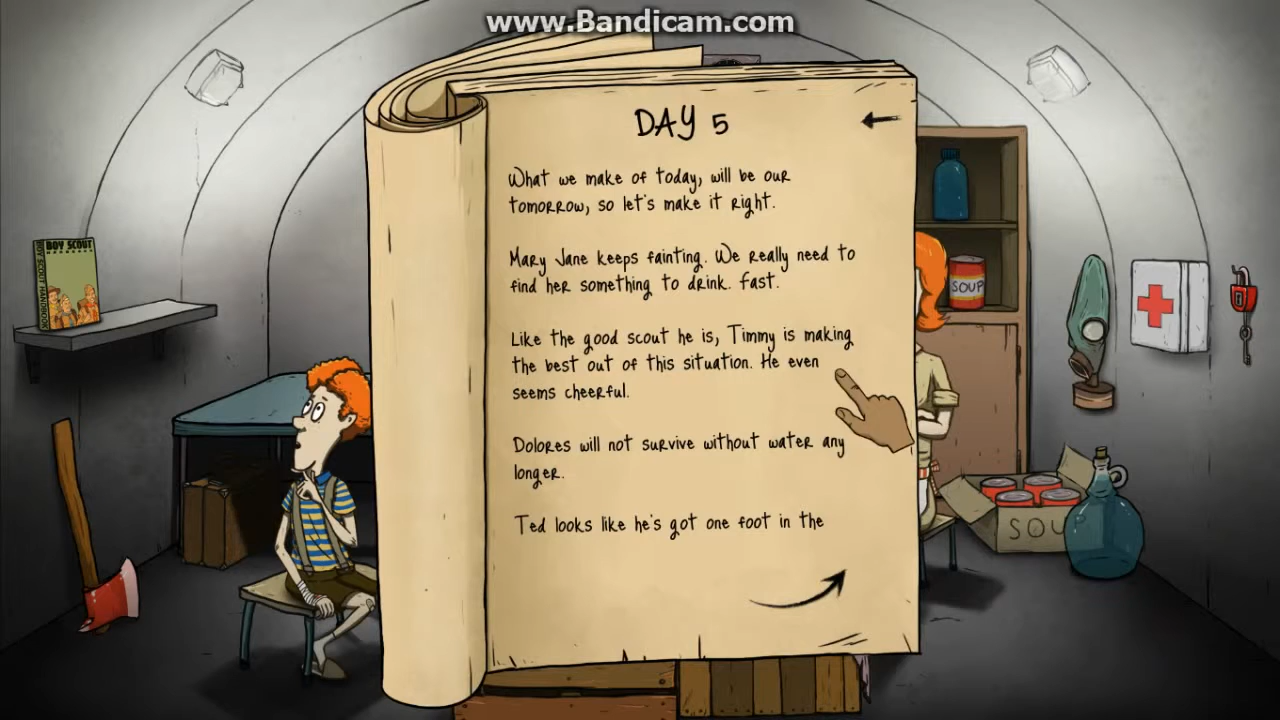 www.Bandicam.com
DAY 5
What we make of today, will be our
tomorrow, so let's make it right.
Mary Jane keeps fainting. We really need to
find her something to drink. Fast.
Like the good scout he is, Timmy is making
the best out of this situation. He even
seems cheerful.
Dolores will not survive without water any
longer.
Ted looks like he's got one foot in the
BOY SCOUT
BOY SCOUT HANDBOOK
SOUP
SOUP